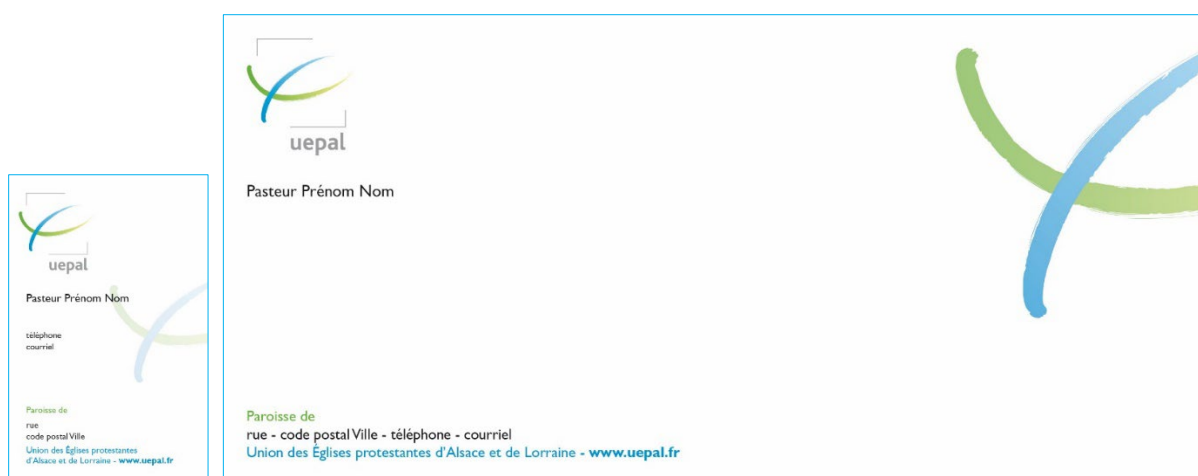 uepal
Pasteur Prénom Nom
téléphone
courriel
Paroisse de
rue
code postal Ville
Union des Églises protestantes
d'Alsace et de Lorraine - www.uepal.fr
uepal
Pasteur Prénom Nom
Paroisse de
rue - code postal Ville - téléphone - courriel
Union des Églises protestantes d'Alsace et de Lorraine - www.uepal.fr